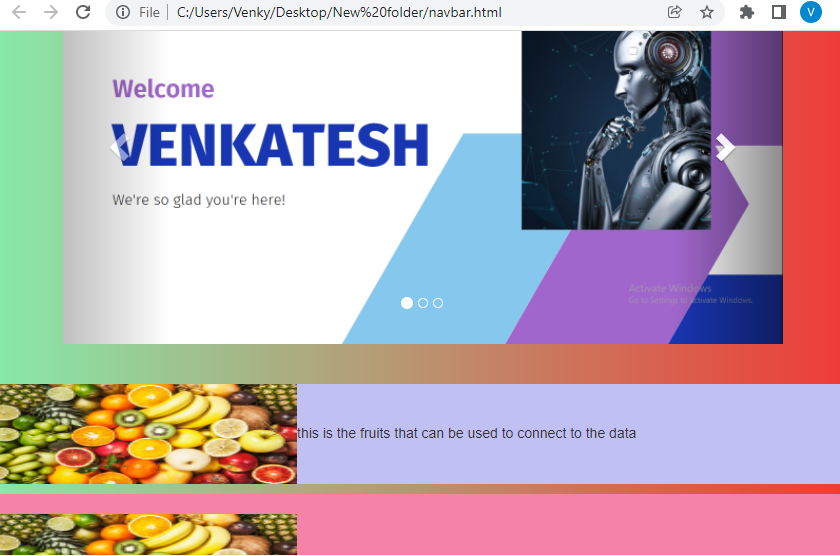 File
C:/Users/Venky/Desktop/New%20folder/navbar.html
V
Welcome
VENKATESH
We're so glad you're here!
Activate Windows
Go to Settings to activate Windows.
this is the fruits that can be used to connect to the data